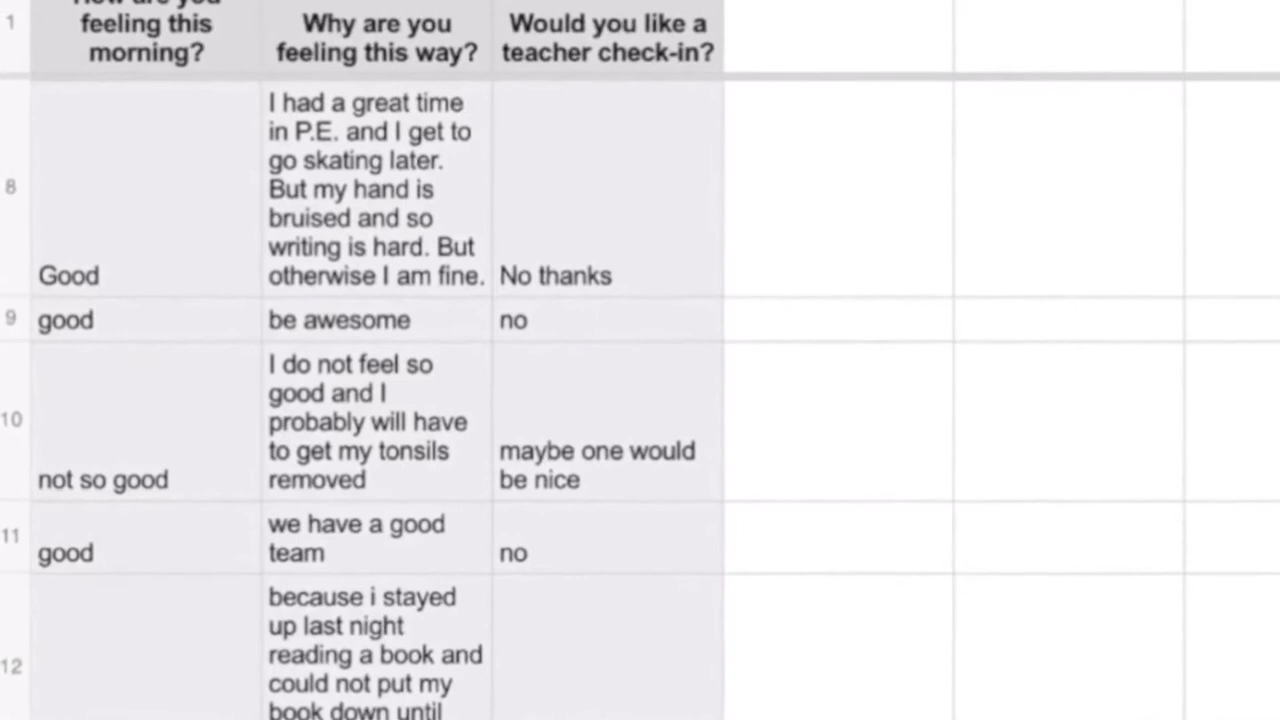 1
How are you
feeling this
morning?
Why are you
feeling this way?
Would you like a
teacher check-in?
8
Good
I had a great time
in P.E. and I get to
go skating later.
But my hand is
bruised and so
writing is hard. But
otherwise I am fine.
No thanks
9
good
be awesome
no
10
not so good
I do not feel so
good and I
probably will have
to get my tonsils
removed
maybe one would
be nice
11
good
we have a good
team
no
12
because i stayed
up last night
reading a book and
could not put my
book down until